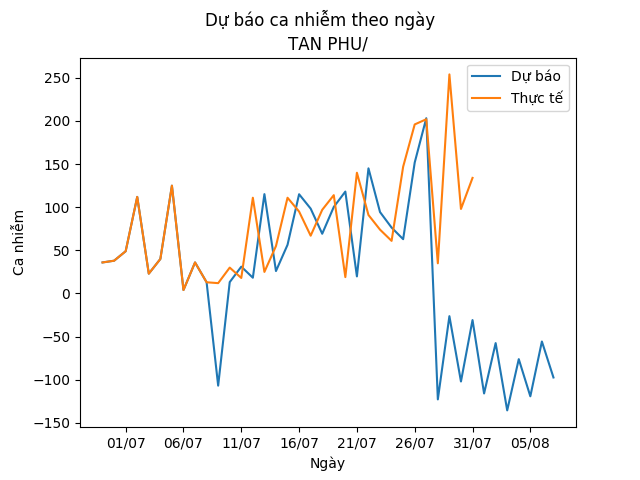 Dự báo ca nhiễm theo ngày
TAN PHU/
Dự báo
Thực tế
Ca nhiễm
250
200
150
100
50
0
−50
−100
−150
01/07 06/07 11/07 16/07 21/07 26/07 31/07 05/08
Ngày